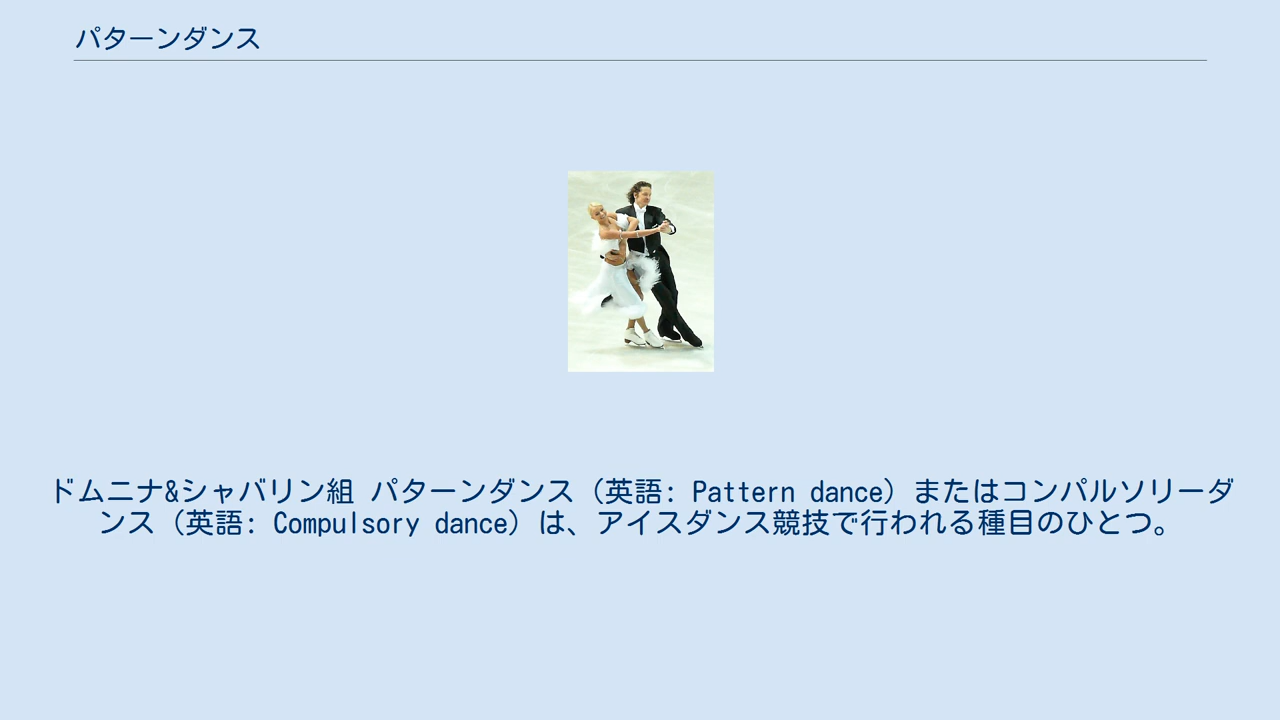 パターンダンス
ドムニナ&シャバリン組 パターンダンス（英語: Pattern dance）またはコンパルソリーダ
ンス（英語: Compulsory dance）は、アイスダンス競技で行われる種目のひとつ。